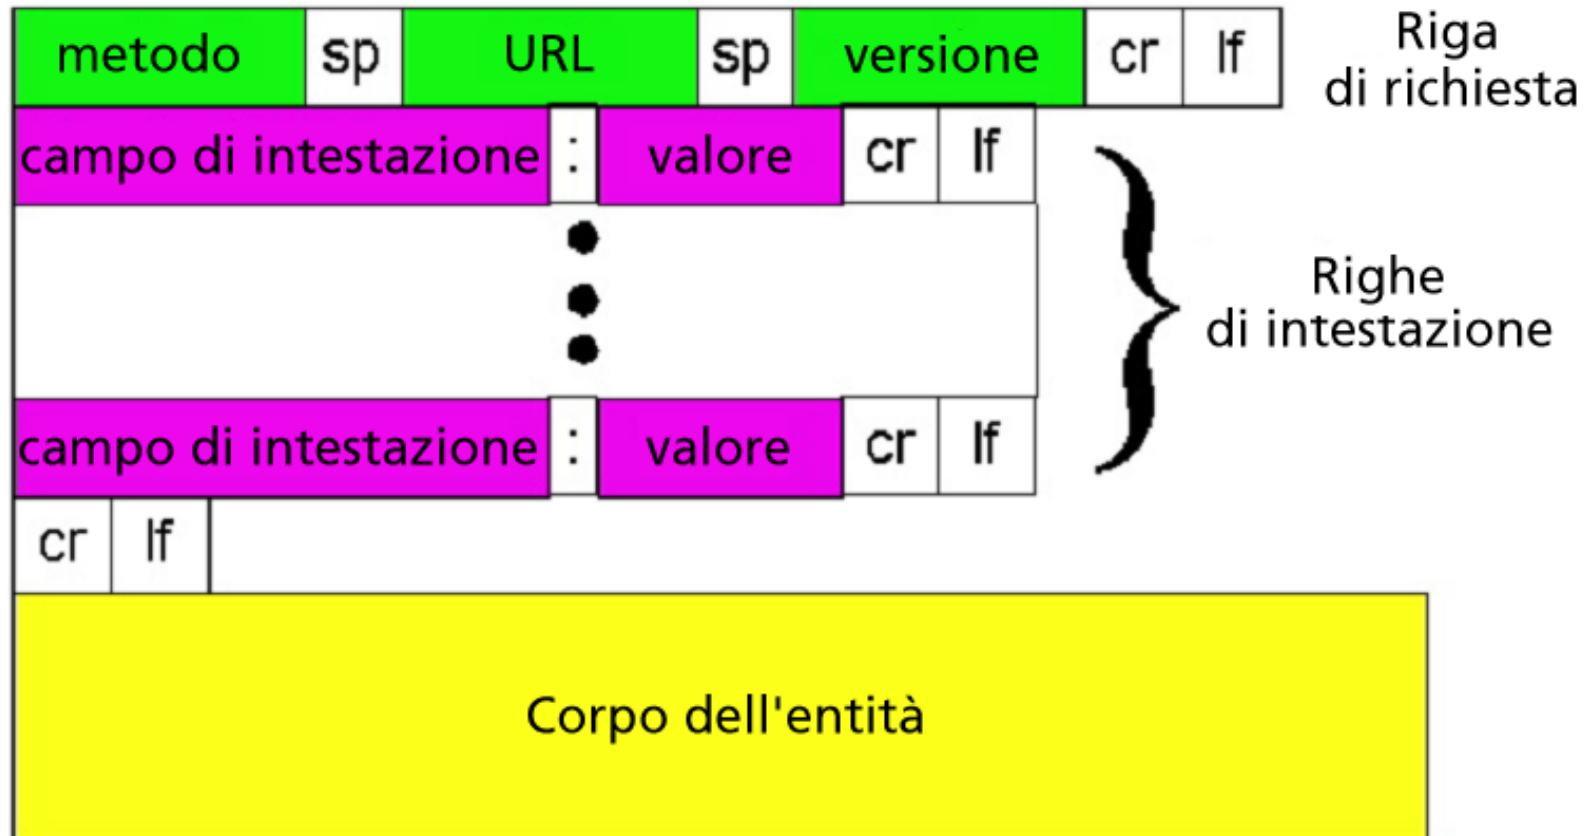 metodo sp URL sp versione cr lf
Riga
di richiesta
campo di intestazione : valore cr lf
Righe
di intestazione
campo di intestazione : valore cr lf
cr lf
Corpo dell'entità